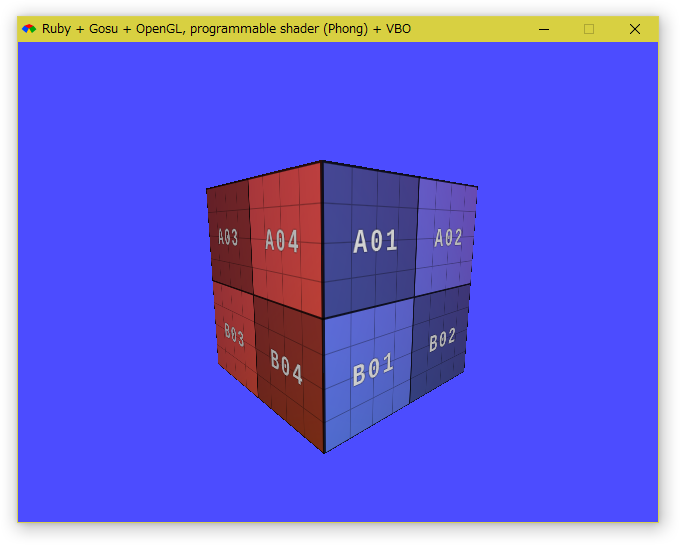 Ruby + Gosu + OpenGL, programmable shader (Phong) + VBO
A03 A04 A01 A02
B03 B04 B01 B02